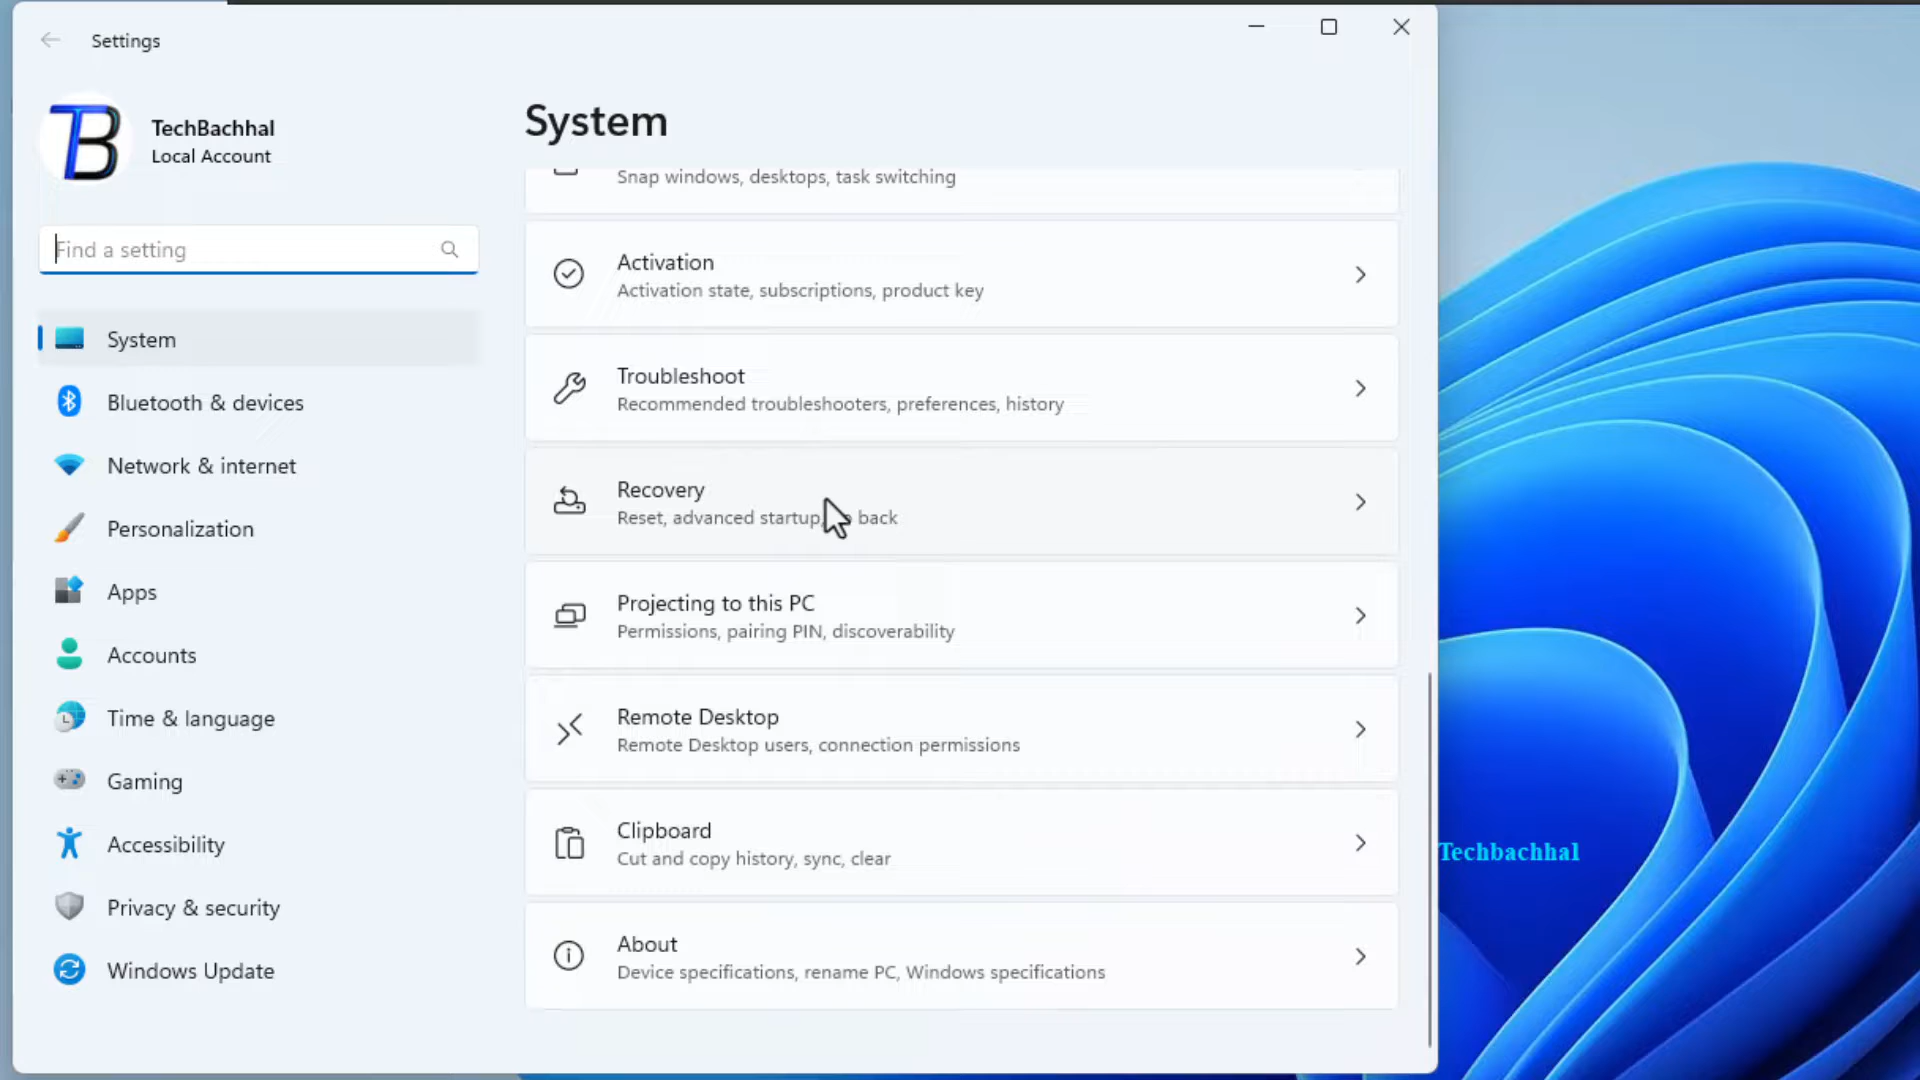 Settings
TechBachhal
Local Account
Find a setting
System
Bluetooth & devices
Network & internet
Personalization
Apps
Accounts
Time & language
Gaming
Accessibility
Privacy & security
Windows Update
System
Snap windows, desktops, task switching
Activation
Activation state, subscriptions, product key
Troubleshoot
Recommended troubleshooters, preferences, history
Recovery
Reset, advanced startup, back
Projecting to this PC
Permissions, pairing PIN, discoverability
Remote Desktop
Remote Desktop users, connection permissions
Clipboard
Cut and copy history, sync, clear
About
Device specifications, rename PC, Windows specifications
Techbachhal